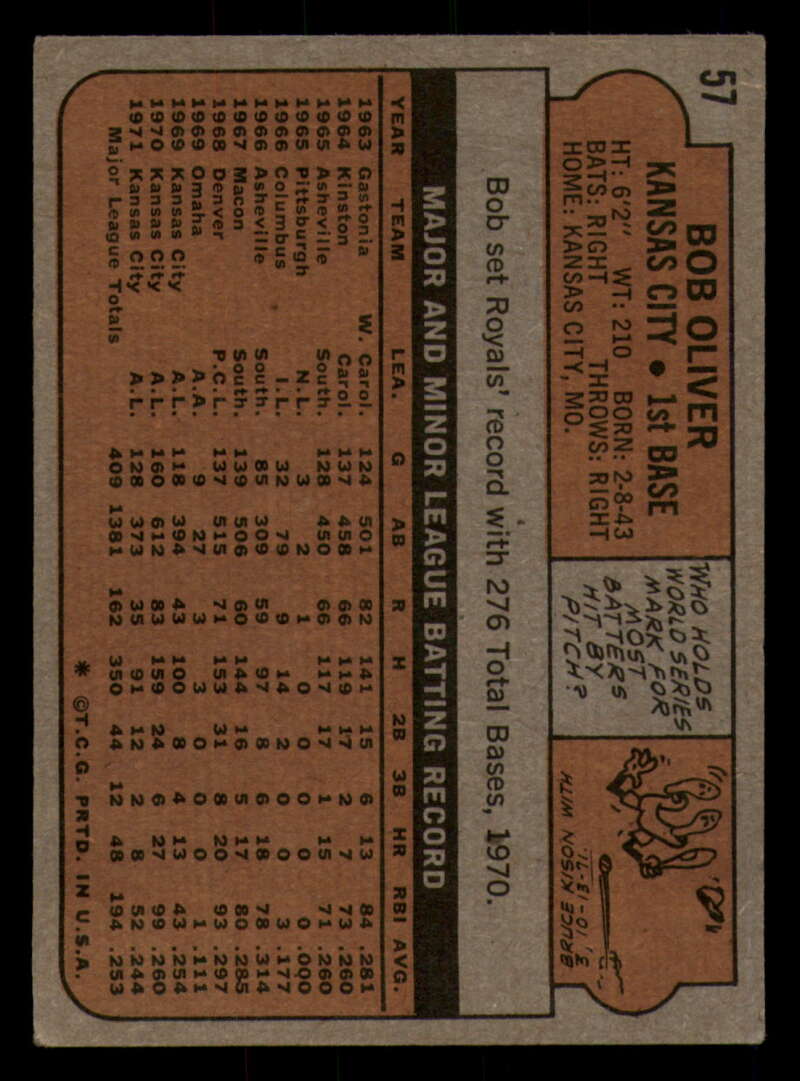 57
BOB OLIVER
KANSAS CITY • 1st BASE
HT: 6'2" WT: 210 BORN: 2-8-43
BATS: RIGHT THROWS: RIGHT
HOME: KANSAS CITY, MO.
WHO HOLDS
WORLD SERIES
MARK FOR
MOST
BATTERS
HIT BY
PITCH?
BRUCE KISON WITH
3, 10-13-71.
Bob set Royals' record with 276 Total Bases, 1970.
MAJOR AND MINOR LEAGUE BATTING RECORD
YEAR TEAM LEA. G AB R H 2B 3B HR RBI AVG.
1963 Gastonia W. Carol. 124 501 82 141 15 6 13 84 .281
1964 Kinston Carol. 137 458 66 119 17 2 7 73 .260
1965 Asheville South. 128 450 66 117 17 1 15 71 .260
1965 Pittsburgh N.L. 3 2 1 0 0 0 0 0 .000
1966 Columbus I.L. 32 79 9 14 2 0 0 3 .177
1966 Asheville South. 85 309 59 97 8 6 18 78 .314
1967 Macon South. 139 506 60 144 16 5 17 80 .285
1968 Denver P.C.L. 137 515 71 153 31 8 20 93 .297
1969 Omaha A.A. 9 27 3 3 0 0 0 1 .111
1969 Kansas City A.L. 118 394 43 100 8 4 13 43 .254
1970 Kansas City A.L. 160 612 83 159 24 6 27 99 .260
1971 Kansas City A.L. 128 373 35 91 12 2 8 52 .244
Major League Totals 409 1381 162 350 44 12 48 194 .253
* ©T.C.G. PRTD. IN U.S.A.